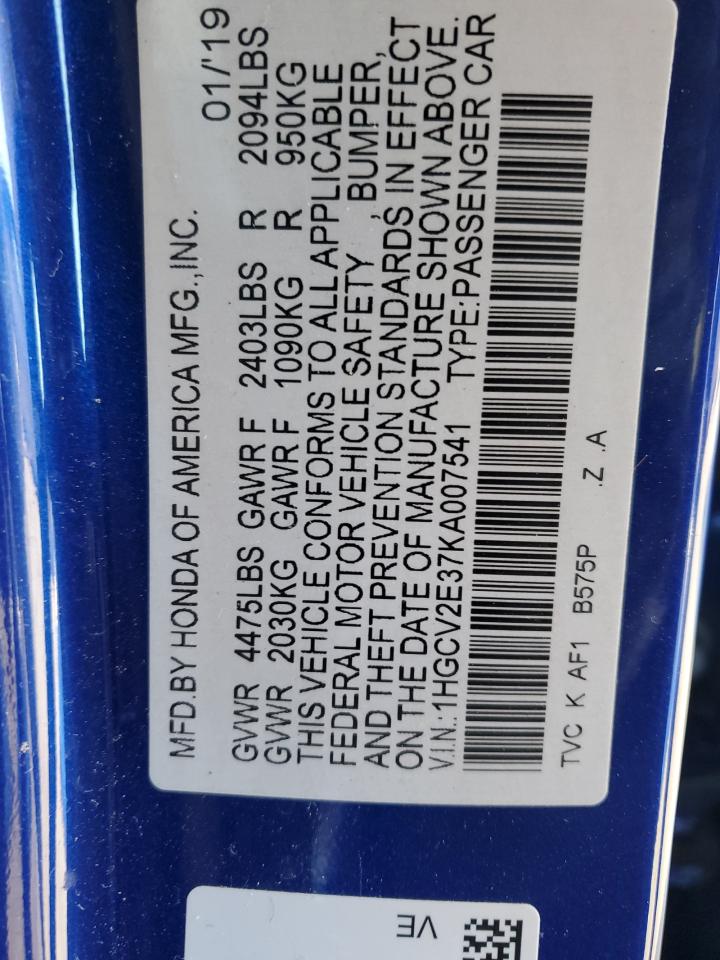 MFD.BY HONDA OF AMERICA MFG.,INC. 01/'19
GVWR 4475LBS GAWR F 2403LBS R 2094LBS
GVWR 2030KG GAWR F 1090KG R 950KG
THIS VEHICLE CONFORMS TO ALL APPLICABLE
FEDERAL MOTOR VEHICLE SAFETY , BUMPER,
AND THEFT PREVENTION STANDARDS IN EFFECT
ON THE DATE OF MANUFACTURE SHOWN ABOVE.
V.I.N.:1HGCV2E37KA007541 TYPE:PASSENGER CAR
TVC K AF1 B575P .Z .A
VE